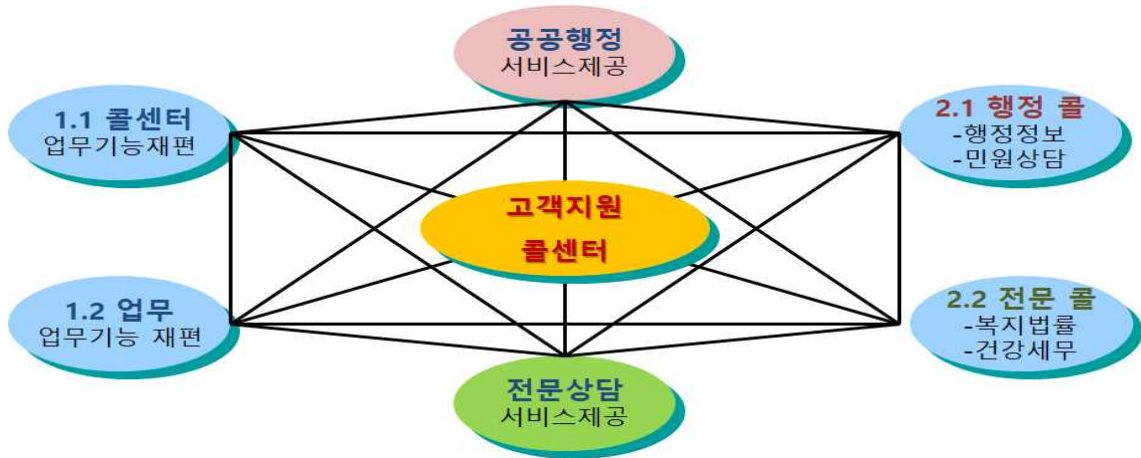 공공행정
서비스제공
1.1 콜센터
업무기능재편
2.1 행정 콜
-행정정보
-민원상담
고객지원
콜센터
1.2 업무
업무기능 재편
2.2 전문 콜
-복지법률
-건강세무
전문상담
서비스제공